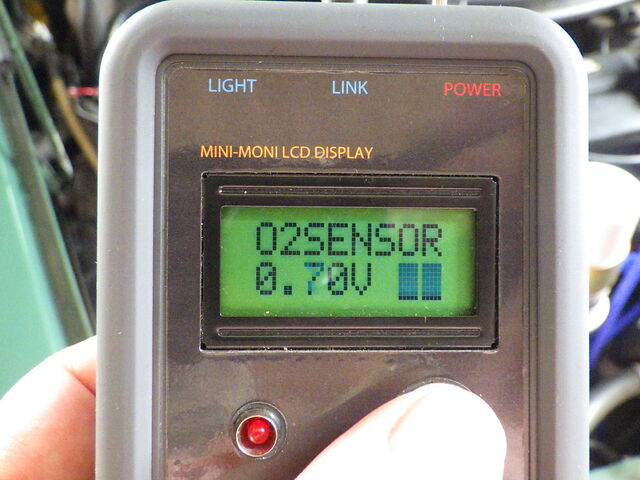 LIGHT LINK POWER
MINI-MONI LCD DISPLAY
O2SENSOR
0.70V